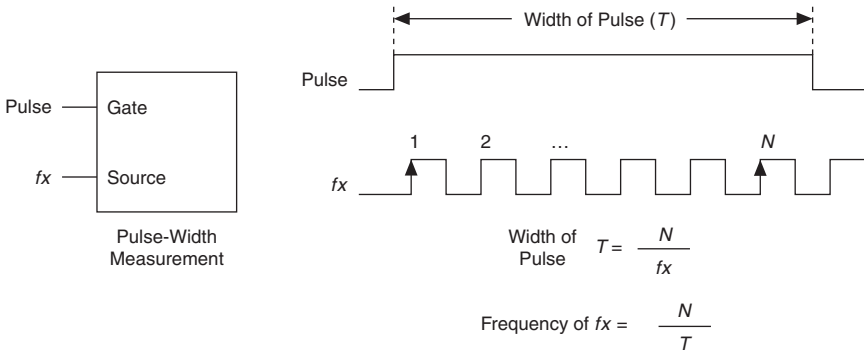 Width of Pulse (T)
Pulse
Gate
fx
Source
Pulse-Width
Measurement
Pulse
1 2 ... N
fx
Width of
Pulse
T = N
fx
Frequency of fx = N
T